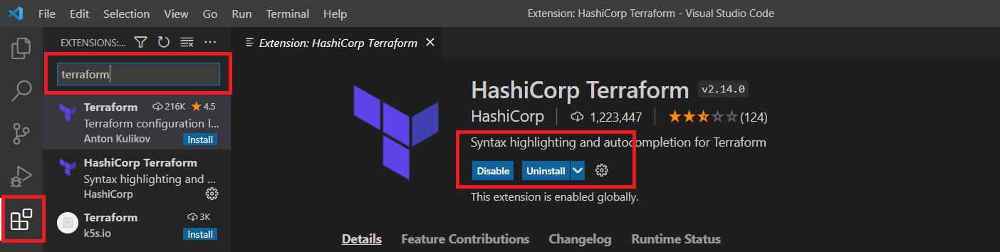 File Edit Selection View Go Run Terminal Help Extension: HashiCorp Terraform - Visual Studio Code
EXTENSIONS:...
Extension: HashiCorp Terraform
terraform
Terraform 216K 4.5
Terraform configuration l...
Anton Kulikov Install
HashiCorp Terraform
Syntax highlighting and ...
HashiCorp
Terraform 3K
k5s.io Install
HashiCorp Terraform v2.14.0
HashiCorp 1,223,447 (124)
Syntax highlighting and autocompletion for Terraform
Disable Uninstall
This extension is enabled globally.
Details Feature Contributions Changelog Runtime Status